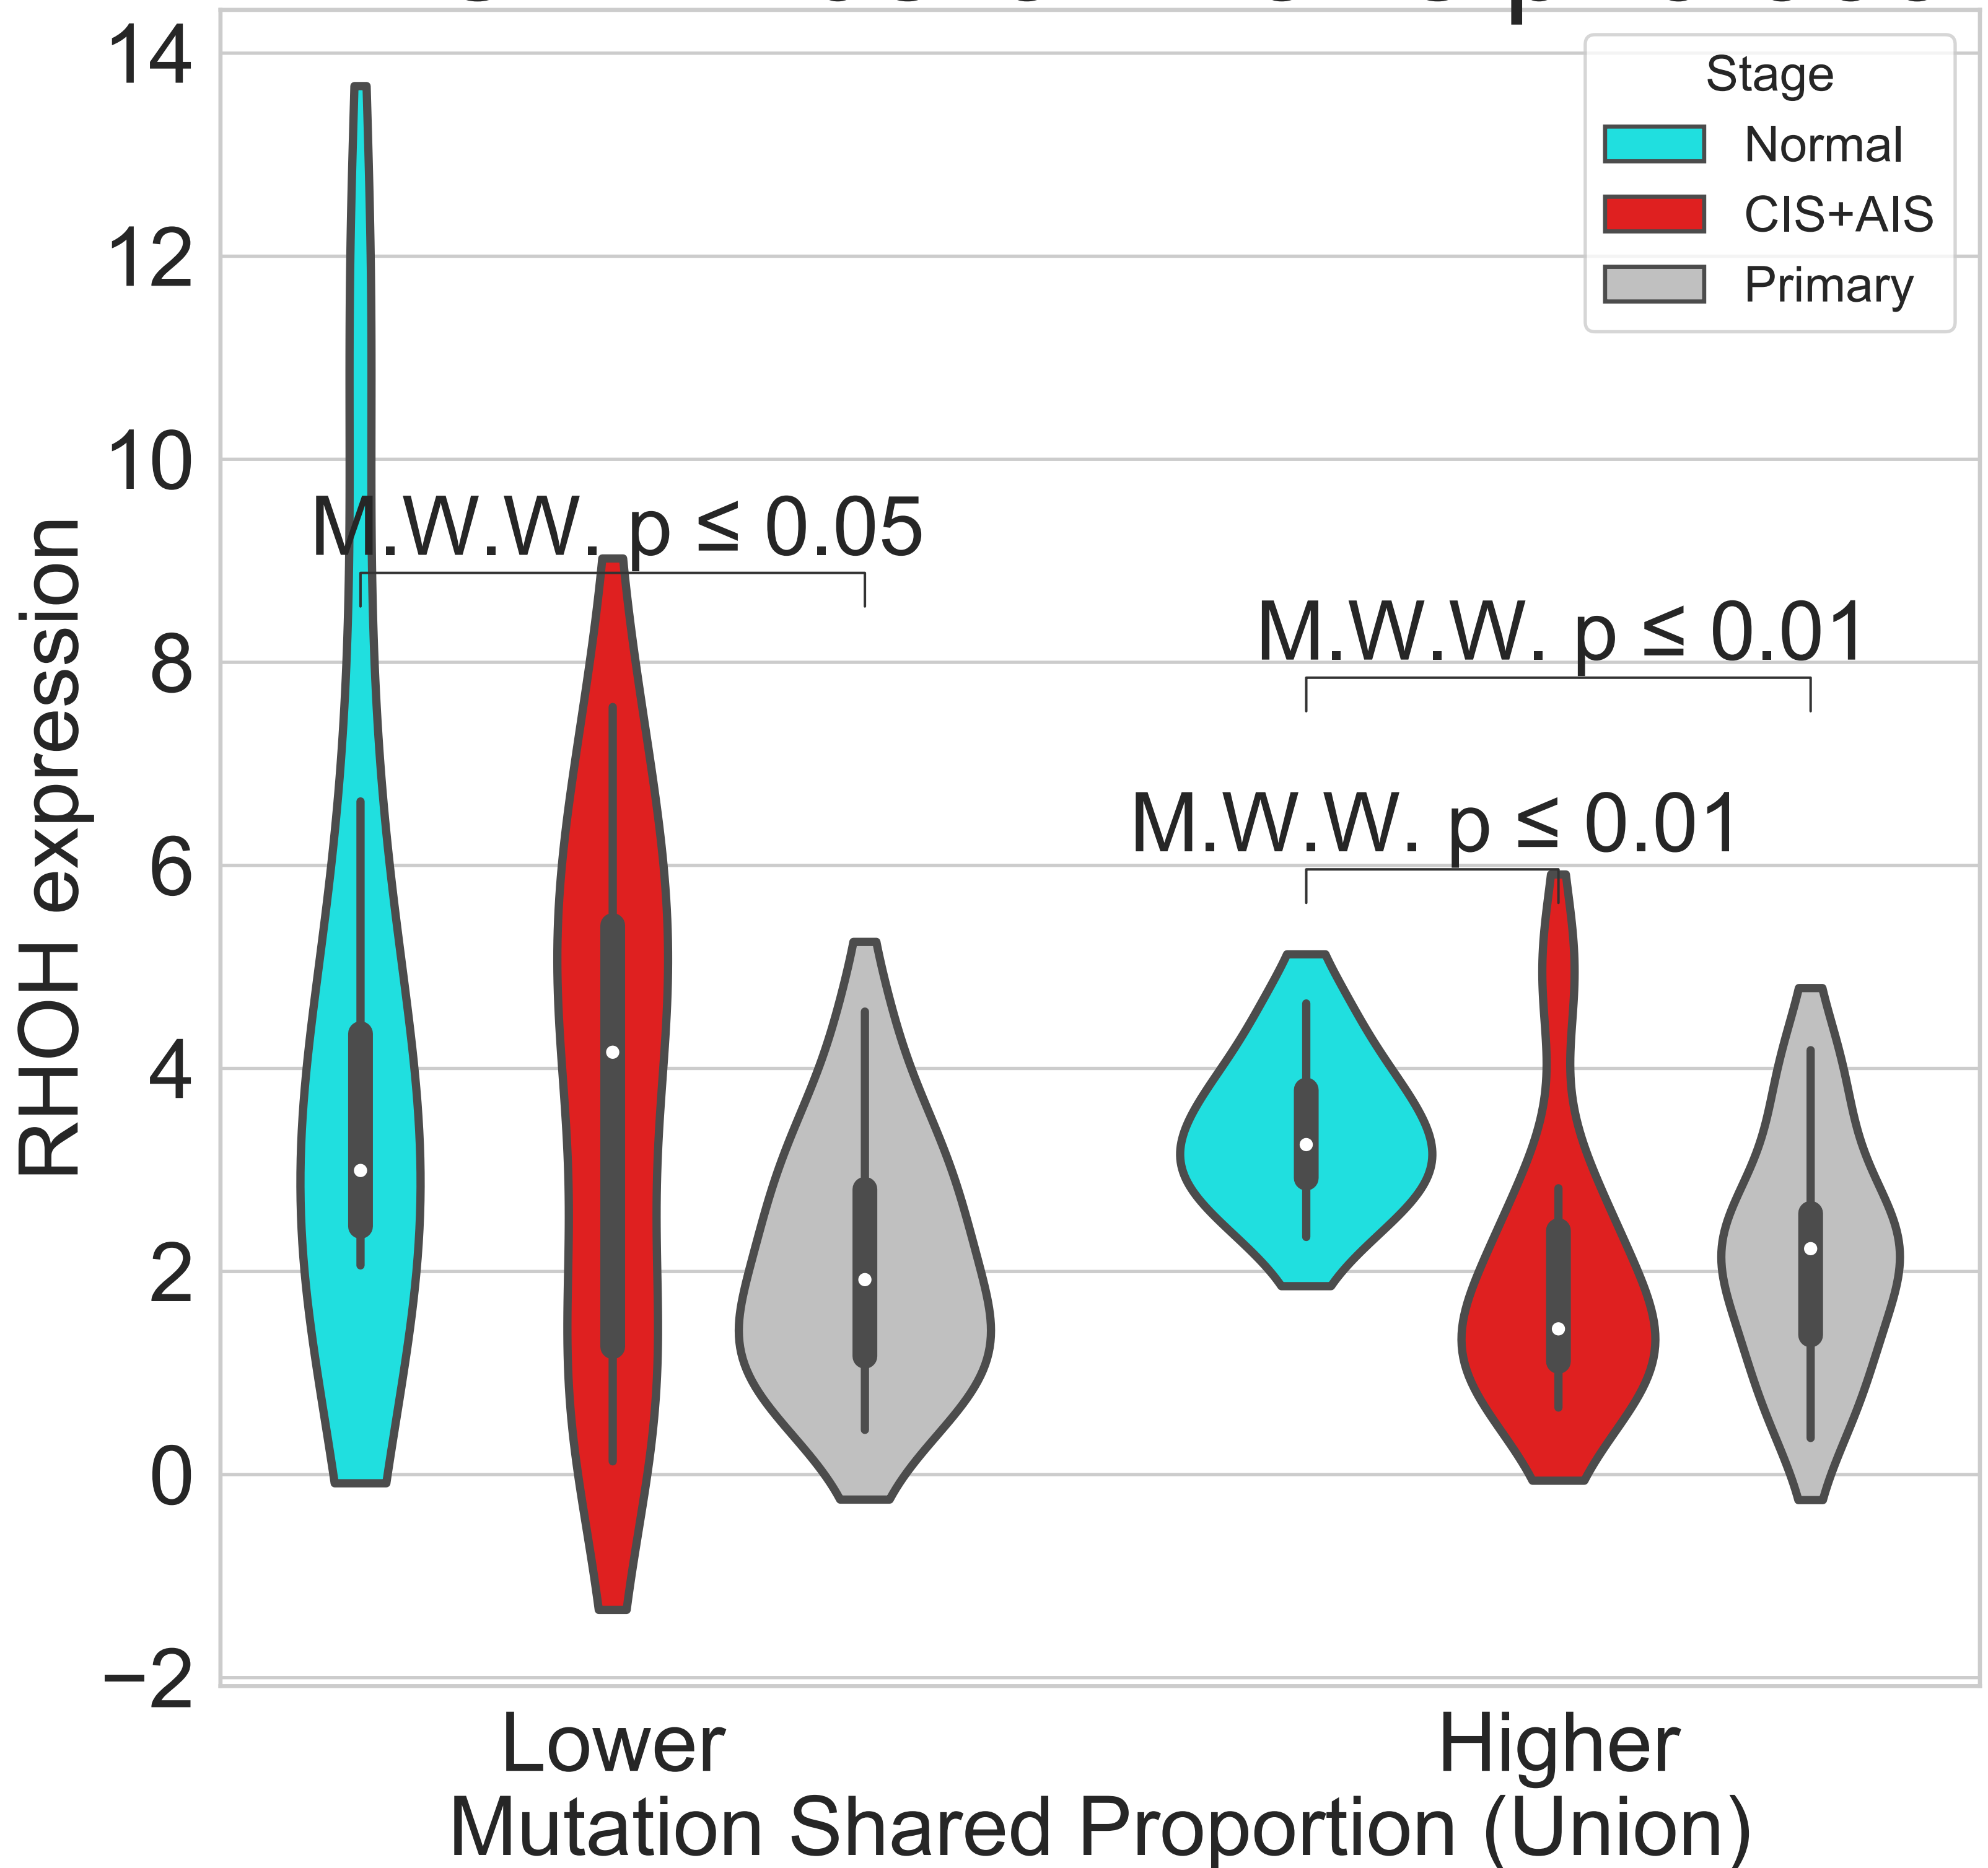 14
12
10
8
6
4
2
0
−2
RHOH expression
Stage
Normal
CIS+AIS
Primary
M.W.W. p ≤ 0.05
M.W.W. p ≤ 0.01
M.W.W. p ≤ 0.01
Lower
Higher
Mutation Shared Proportion (Union)